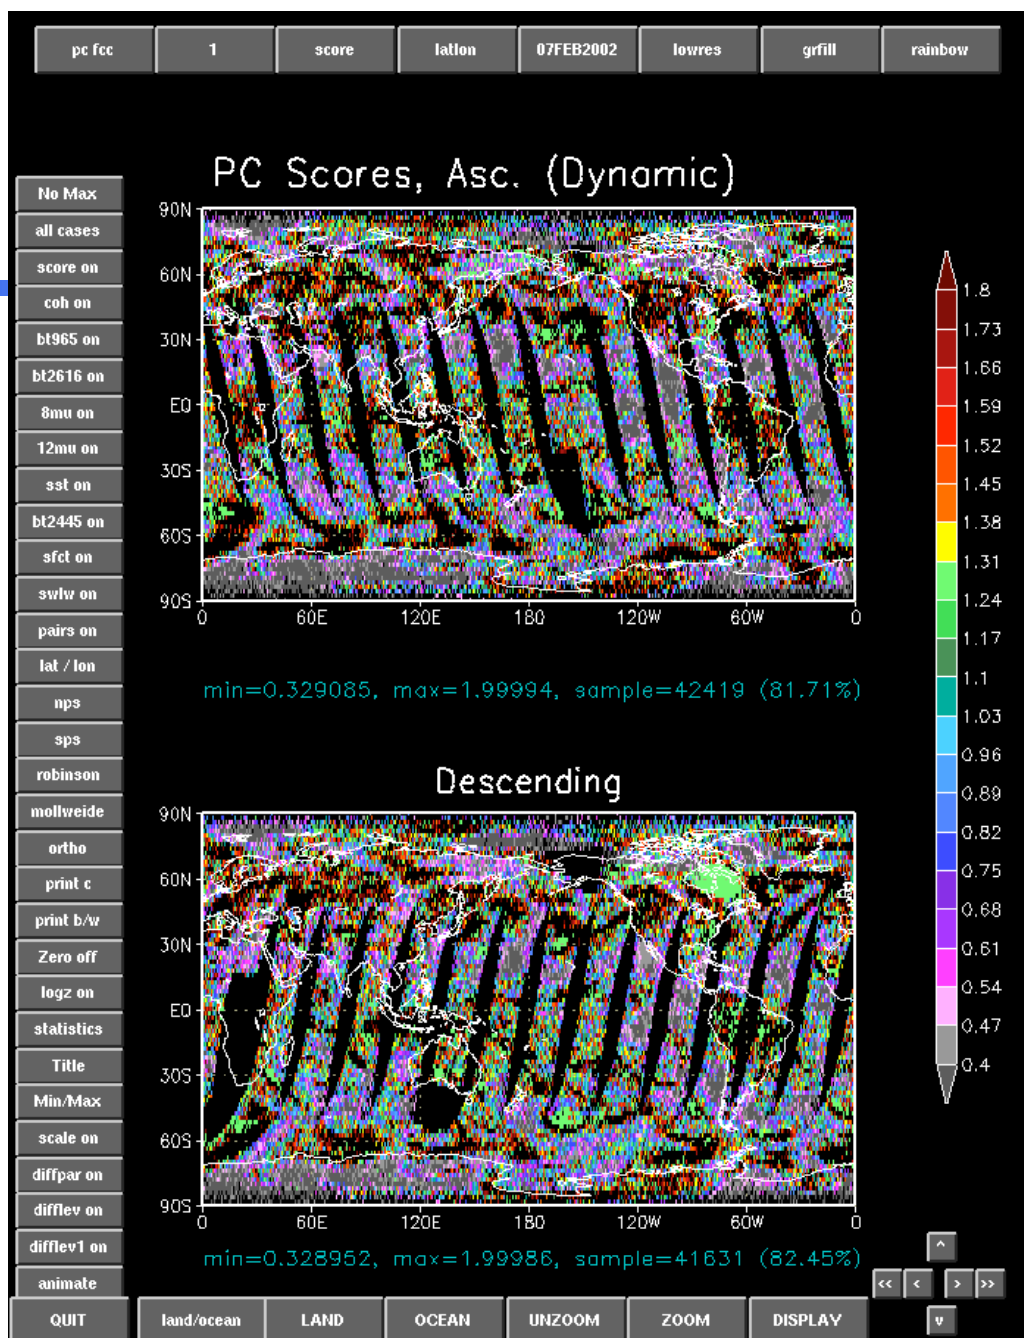 pc fcc 1 score latlon 07FEB2002 lowres grfill rainbow
PC Scores, Asc. (Dynamic)
No Max
all cases
score on
coh on
bt965 on
bt2616 on
8mu on
12mu on
sst on
bt2445 on
sfct on
swlw on
pairs on
lat / lon
nps
sps
robinson
mollweide
ortho
print c
print b/w
Zero off
logz on
statistics
Title
Min/Max
scale on
diffpar on
difflev on
difflev1 on
animate
90N
60N
30N
EQ
30S
60S
90S
0 60E 120E 180 120W 60W 0
min=0.329085, max=1.99994, sample=42419 (81.71%)
Descending
90N
60N
30N
EQ
30S
60S
90S
0 60E 120E 180 120W 60W 0
min=0.328952, max=1.99986, sample=41631 (82.45%)
1.8
1.73
1.66
1.59
1.52
1.45
1.38
1.31
1.24
1.17
1.1
1.03
0.96
0.89
0.82
0.75
0.68
0.61
0.54
0.47
0.4
^
<< < > >>
v
QUIT land/ocean LAND OCEAN UNZOOM ZOOM DISPLAY